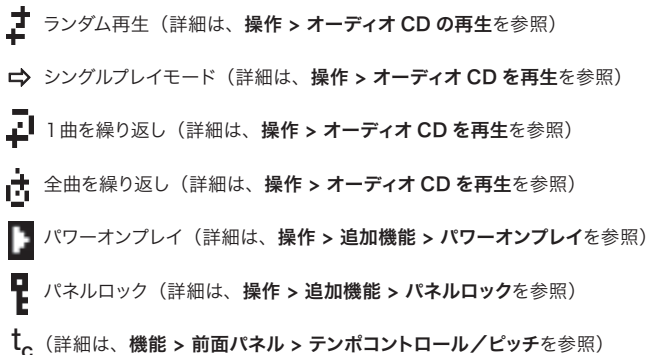 ランダム再生（詳細は、操作 > オーディオ CD の再生を参照）
シングルプレイモード（詳細は、操作 > オーディオ CD を再生を参照）
1 曲を繰り返し（詳細は、操作 > オーディオ CD を再生を参照）
全曲を繰り返し（詳細は、操作 > オーディオ CD を再生を参照）
パワーオンプレイ（詳細は、操作 > 追加機能 > パワーオンプレイを参照）
パネルロック（詳細は、操作 > 追加機能 > パネルロックを参照）
tc（詳細は、機能 > 前面パネル > テンポコントロール／ピッチを参照）